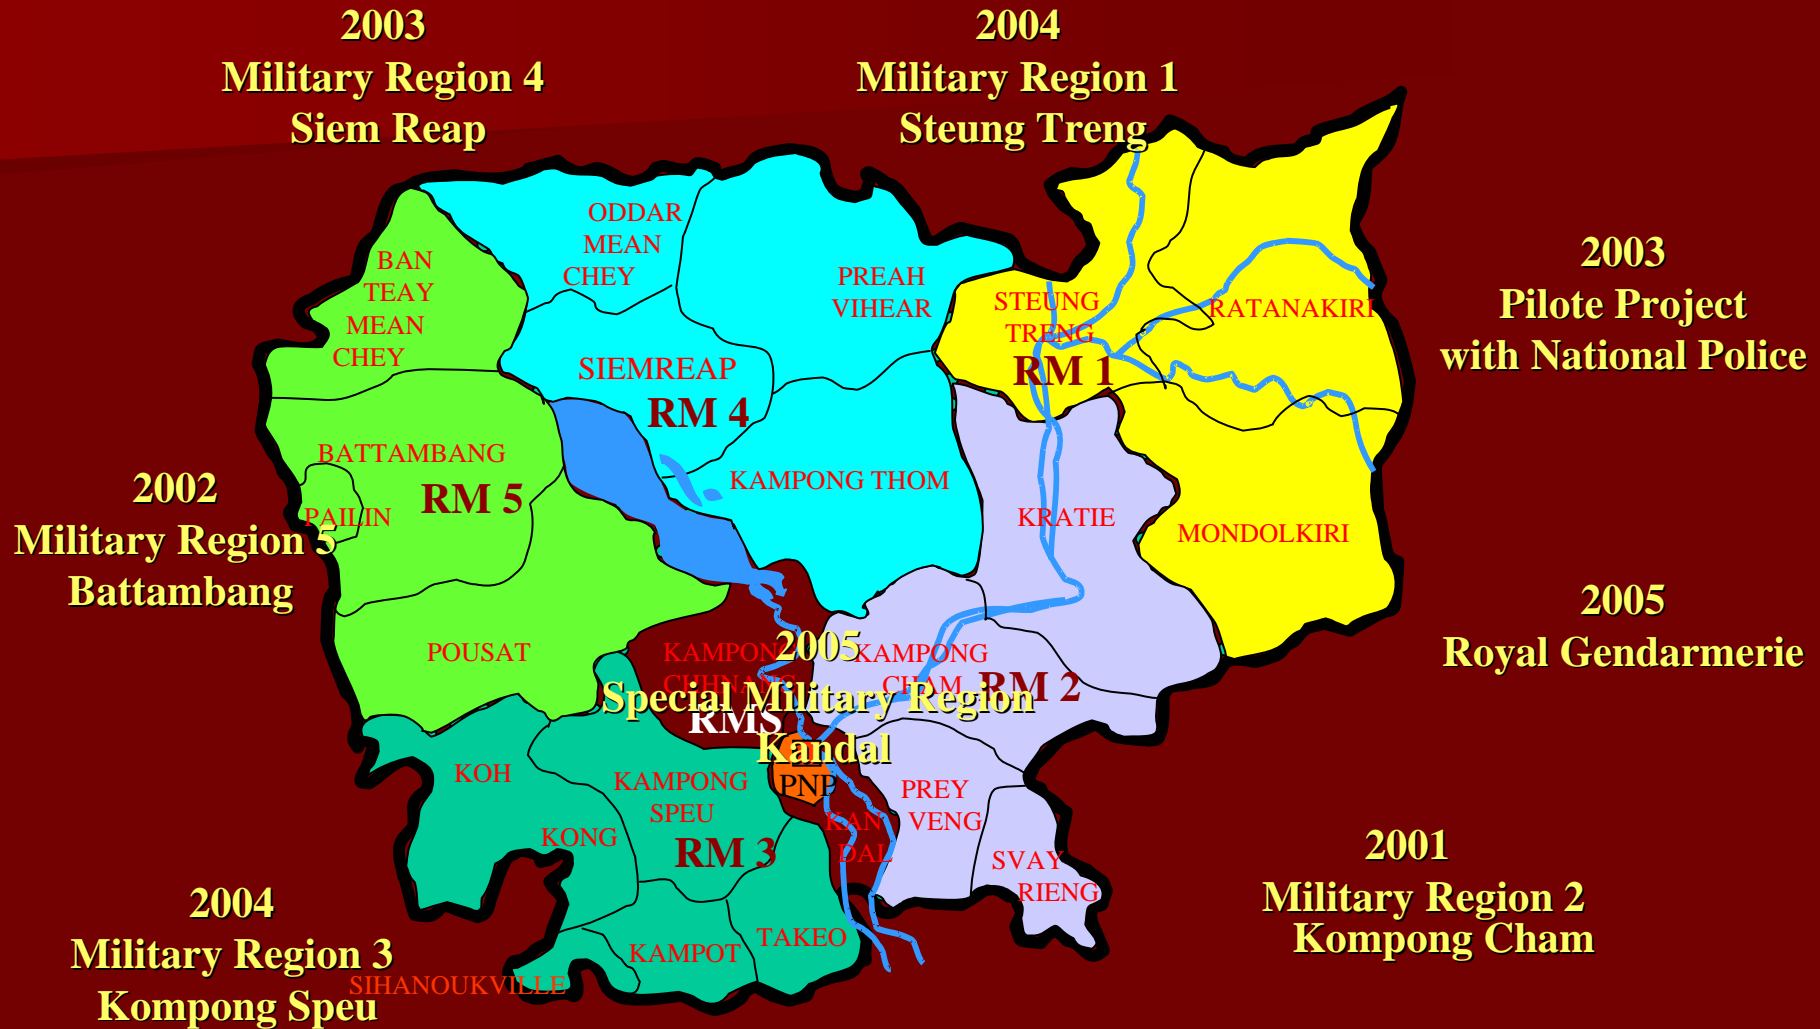 2003
Military Region 4
Siem Reap
2004
Military Region 1
Steung Treng
ODDAR
MEAN
CHEY
BAN
TEAY
MEAN
CHEY
PREAH
VIHEAR
STEUNG
TRENG
RM 1
RATANAKIRI
2003
Pilote Project
with National Police
SIEMREAP
RM 4
BATTAMBANG
RM 5
PAILIN
KAMPONG THOM
KRATIE
MONDOLKIRI
2002
Military Region 5
Battambang
POUSAT
KAMPONG
CHHNANG
RMS
2005
Special Military Region
Kandal
KAMPONG
CHAM
RM 2
2005
Royal Gendarmerie
PNP
KOH
KONG
KAMPONG
SPEU
RM 3
KAN
DAL
PREY
VENG
SVAY
RIENG
2001
Military Region 2
Kompong Cham
2004
Military Region 3
Kompong Speu
SIHANOUKVILLE
KAMPOT
TAKEO